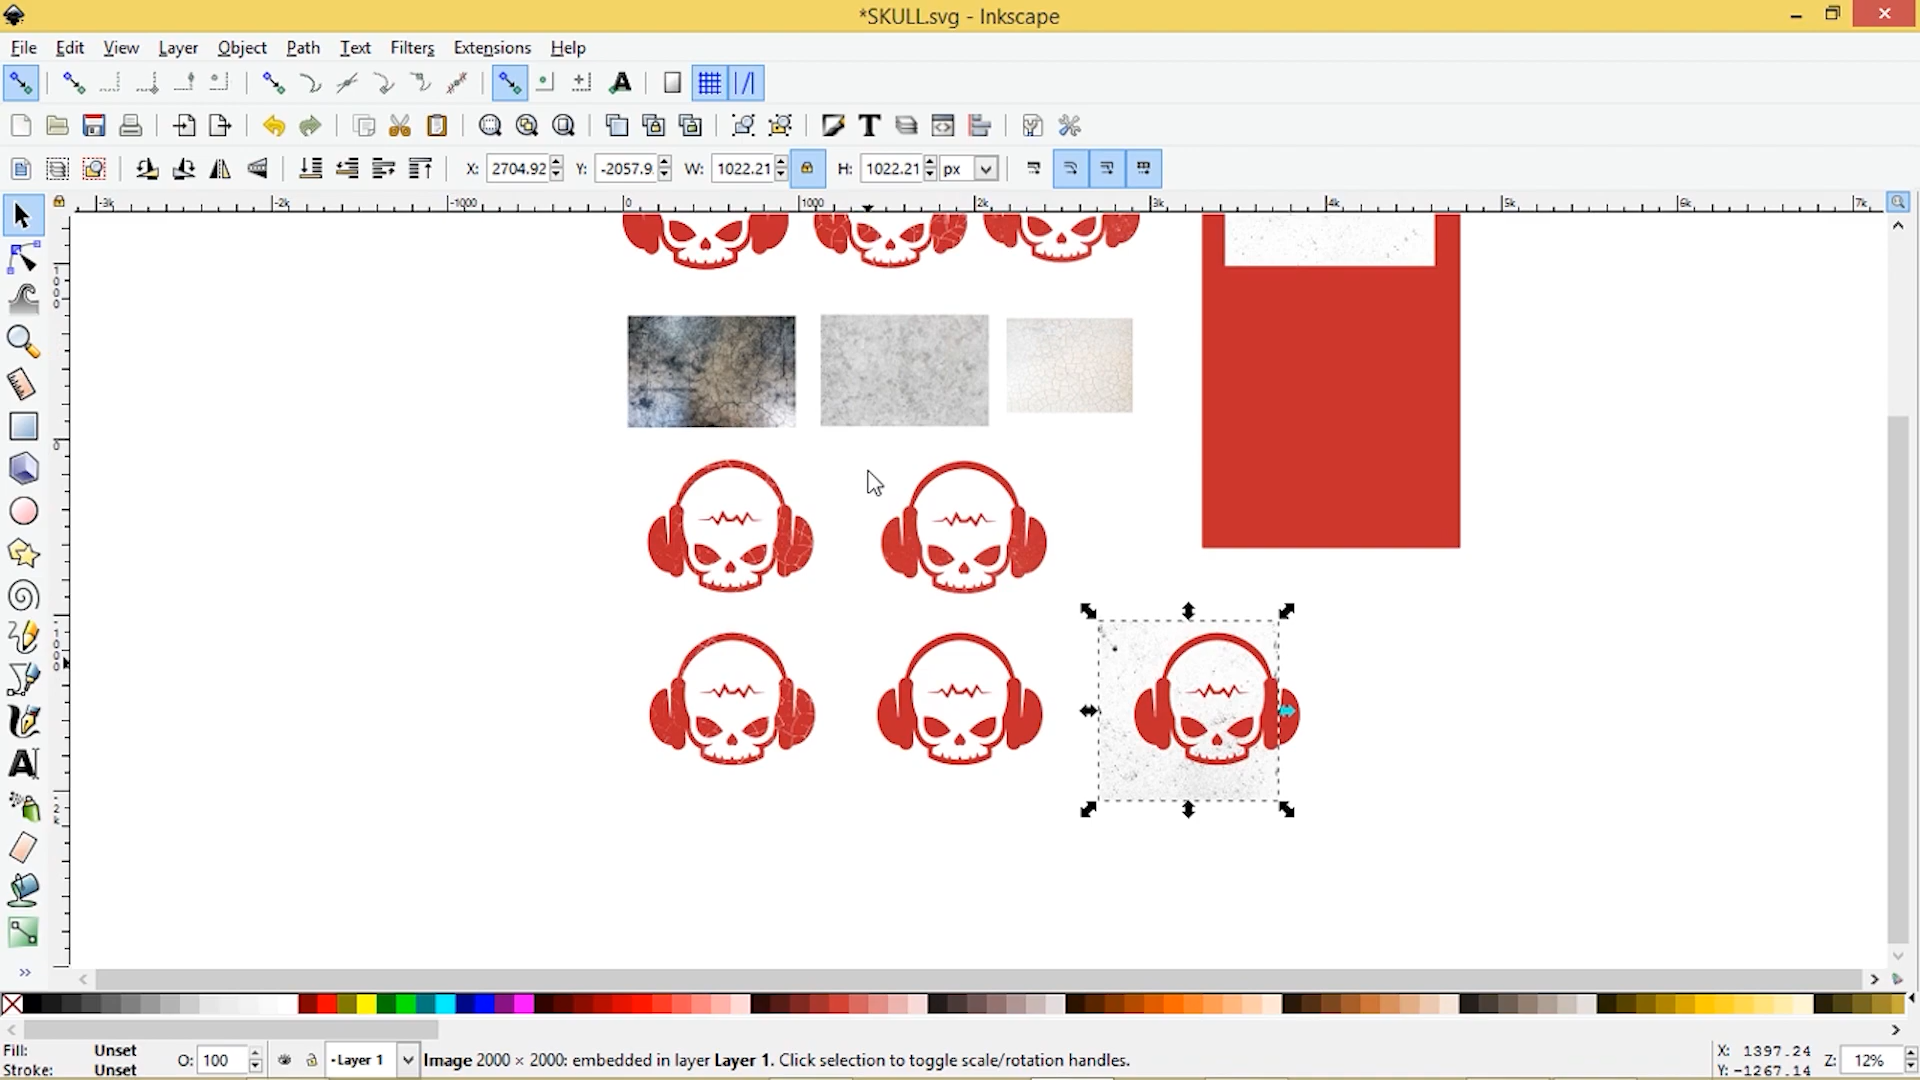 *SKULL.svg - Inkscape
File Edit View Layer Object Path Text Filters Extensions Help
X: 2704.92 Y: -2057.9 W: 1022.21 H: 1022.21 px
-3k -2k -1000 0 1000 2k 3k 4k 5k 6k 7k
Fill: Unset
Stroke: Unset
O: 100
-Layer 1
Image 2000 × 2000: embedded in layer Layer 1. Click selection to toggle scale/rotation handles.
X: 1397.24
Y: -1267.14
Z: 12%